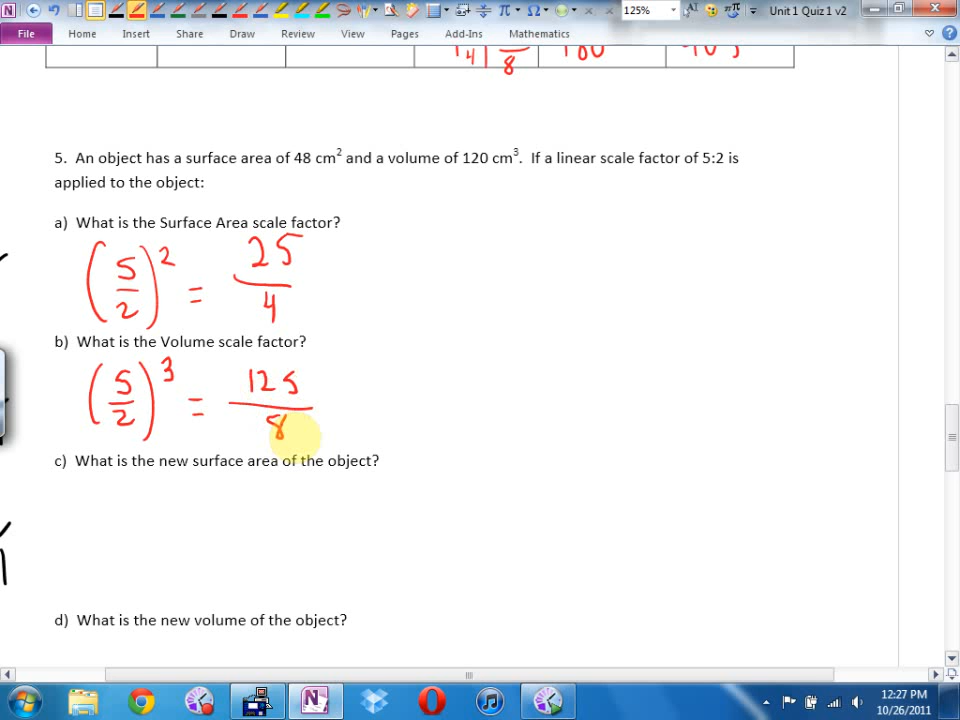 125%
Unit 1 Quiz 1 v2
File Home Insert Share Draw Review View Pages Add-Ins Mathematics
8
5. An object has a surface area of 48 cm² and a volume of 120 cm³. If a linear scale factor of 5:2 is
applied to the object:
a) What is the Surface Area scale factor?
(5/2)² = 25/4
b) What is the Volume scale factor?
(5/2)³ = 125/8
c) What is the new surface area of the object?
d) What is the new volume of the object?
12:27 PM
10/26/2011